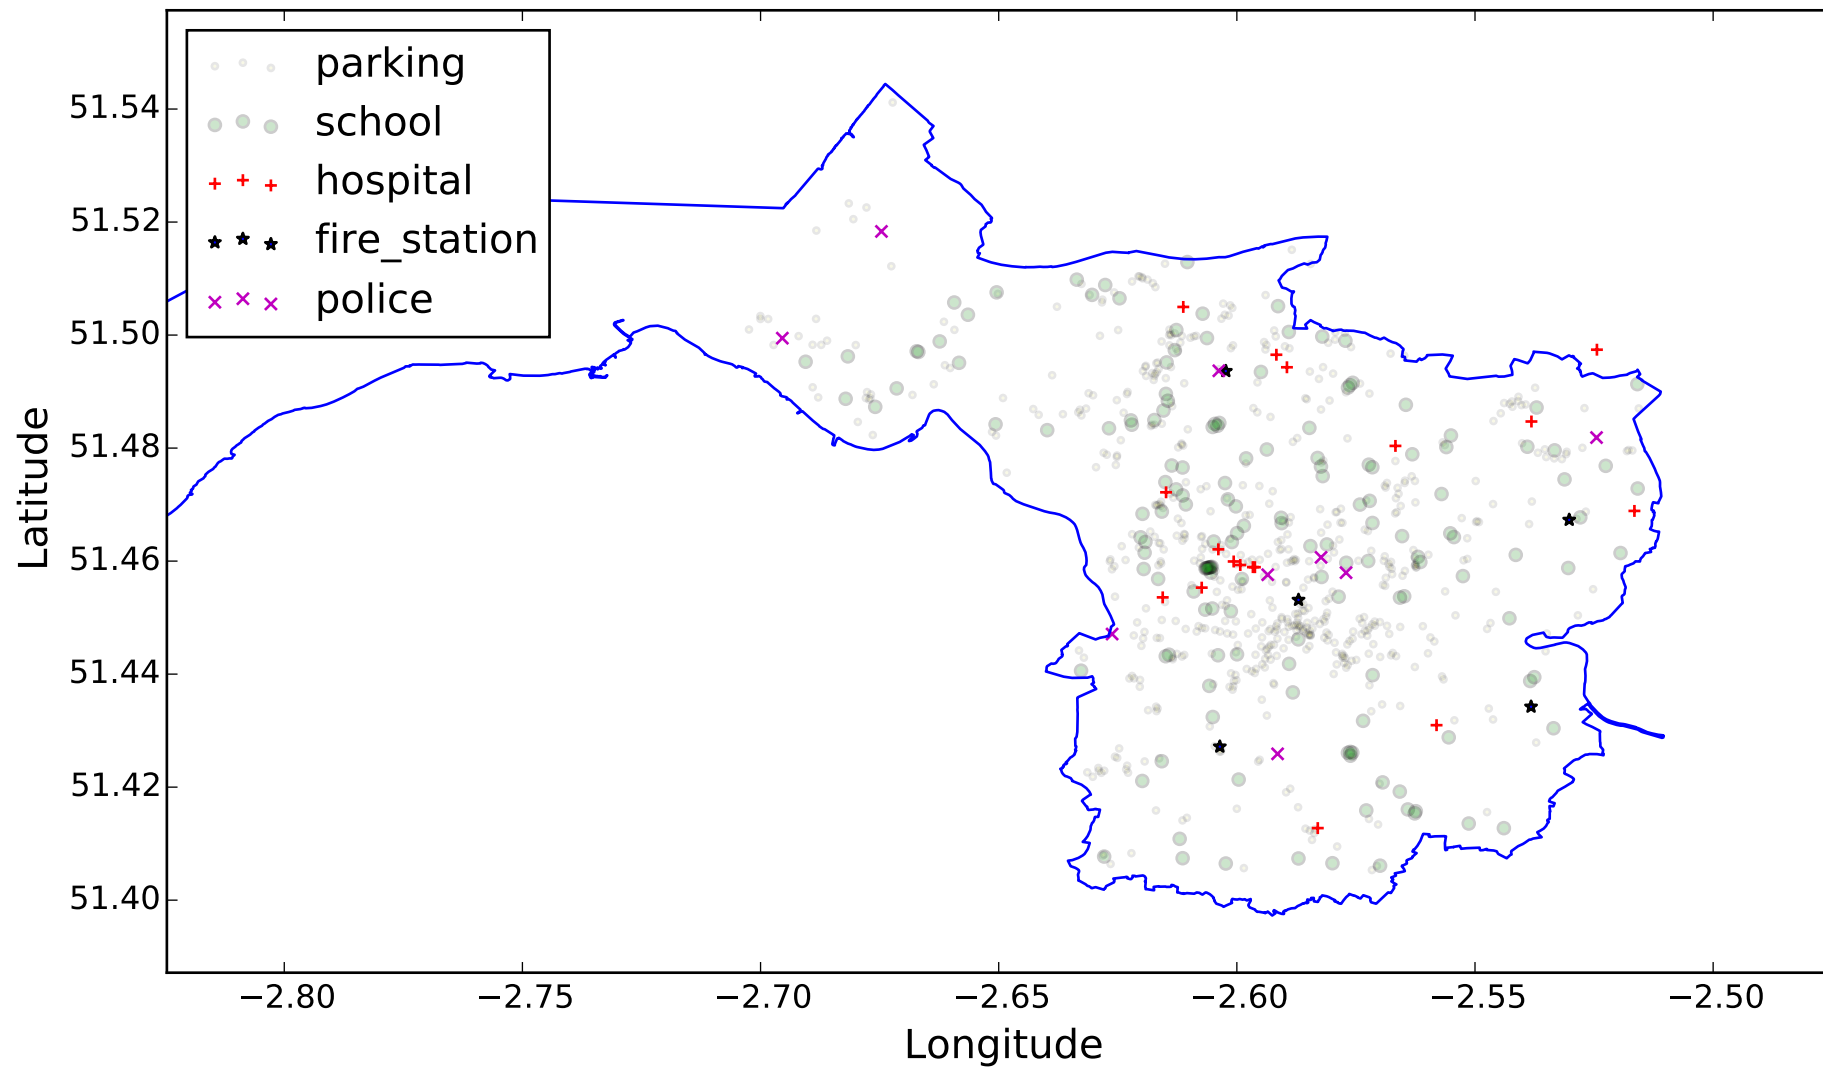 parking
school
hospital
fire_station
police
51.54
51.52
51.50
51.48
51.46
51.44
51.42
51.40
Latitude
−2.80 −2.75 −2.70 −2.65 −2.60 −2.55 −2.50
Longitude